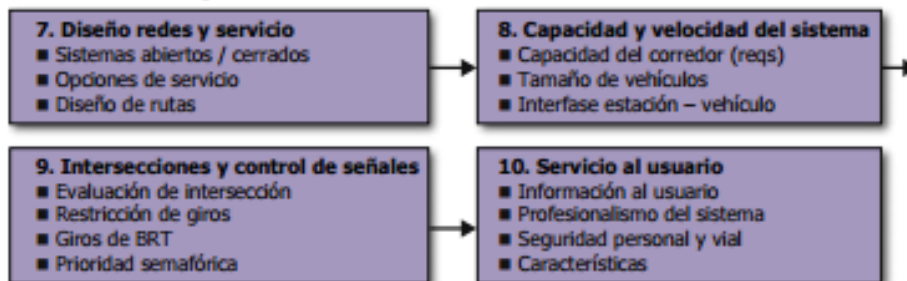 7. Diseño redes y servicio
■ Sistemas abiertos / cerrados
■ Opciones de servicio
■ Diseño de rutas
8. Capacidad y velocidad del sistema
■ Capacidad del corredor (reqs)
■ Tamaño de vehículos
■ Interfase estación – vehículo
9. Intersecciones y control de señales
■ Evaluación de intersección
■ Restricción de giros
■ Giros de BRT
■ Prioridad semafórica
10. Servicio al usuario
■ Información al usuario
■ Profesionalismo del sistema
■ Seguridad personal y vial
■ Características